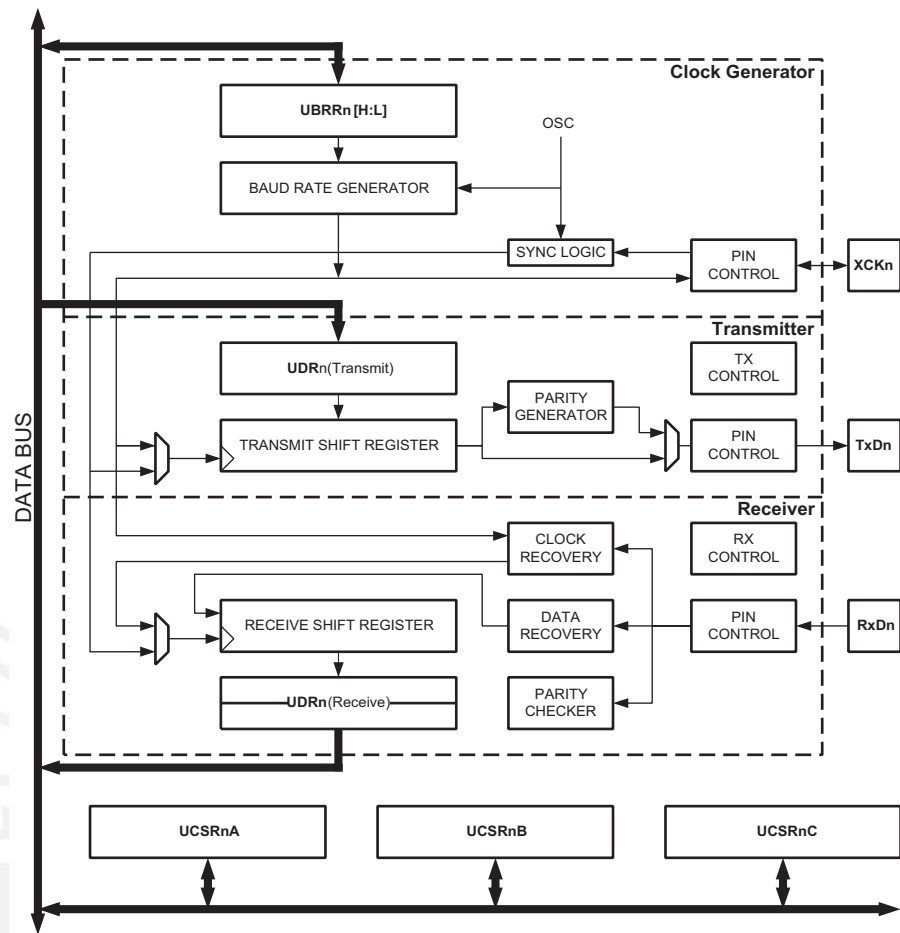 Clock Generator
UBRRn [H:L]
OSC
BAUD RATE GENERATOR
SYNC LOGIC
PIN
CONTROL
XCKn
DATA BUS
Transmitter
UDRn(Transmit)
TX
CONTROL
PARITY
GENERATOR
TRANSMIT SHIFT REGISTER
PIN
CONTROL
TxDn
Receiver
CLOCK
RECOVERY
RX
CONTROL
RECEIVE SHIFT REGISTER
DATA
RECOVERY
PIN
CONTROL
RxDn
UDRn(Receive)
PARITY
CHECKER
UCSRnA
UCSRnB
UCSRnC